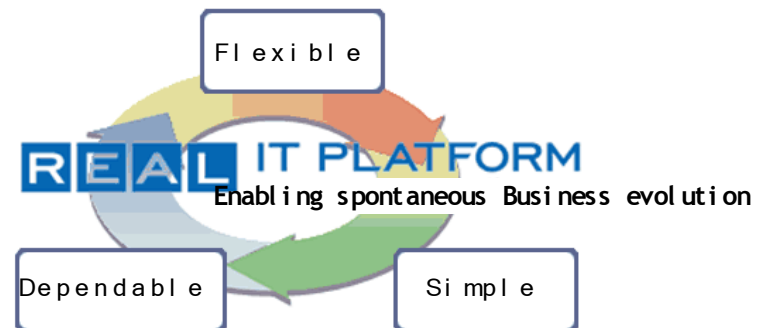 Flexible
REAL IT PLATFORM
Enabling spontaneous Business evolution
Dependable
Simple